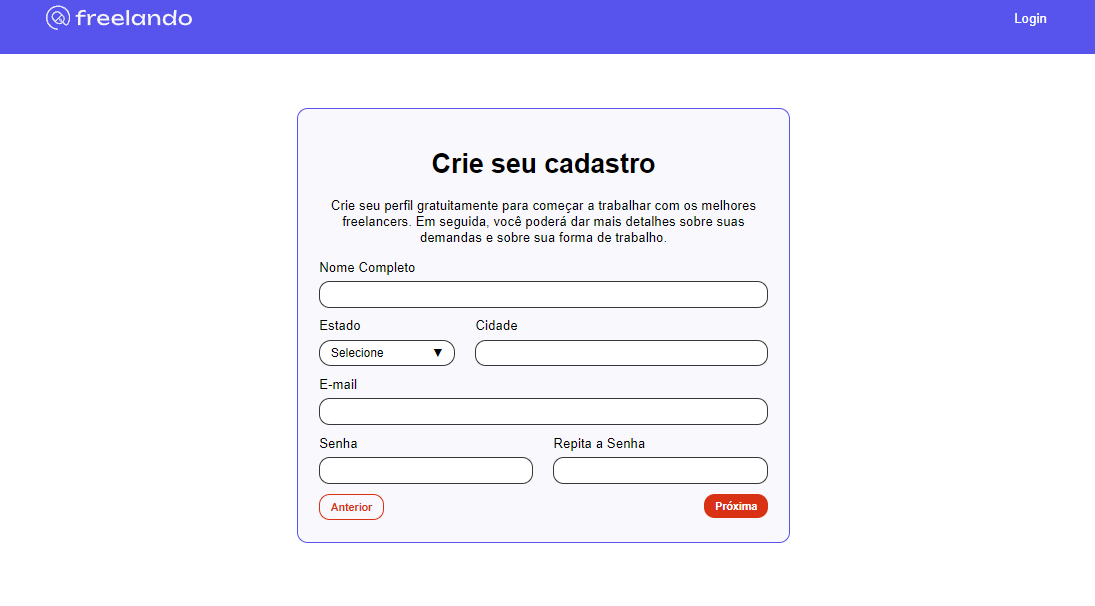 freelando
Login
Crie seu cadastro
Crie seu perfil gratuitamente para começar a trabalhar com os melhores
freelancers. Em seguida, você poderá dar mais detalhes sobre suas
demandas e sobre sua forma de trabalho.
Nome Completo
Estado
Cidade
Selecione
E-mail
Senha
Repita a Senha
Anterior
Próxima